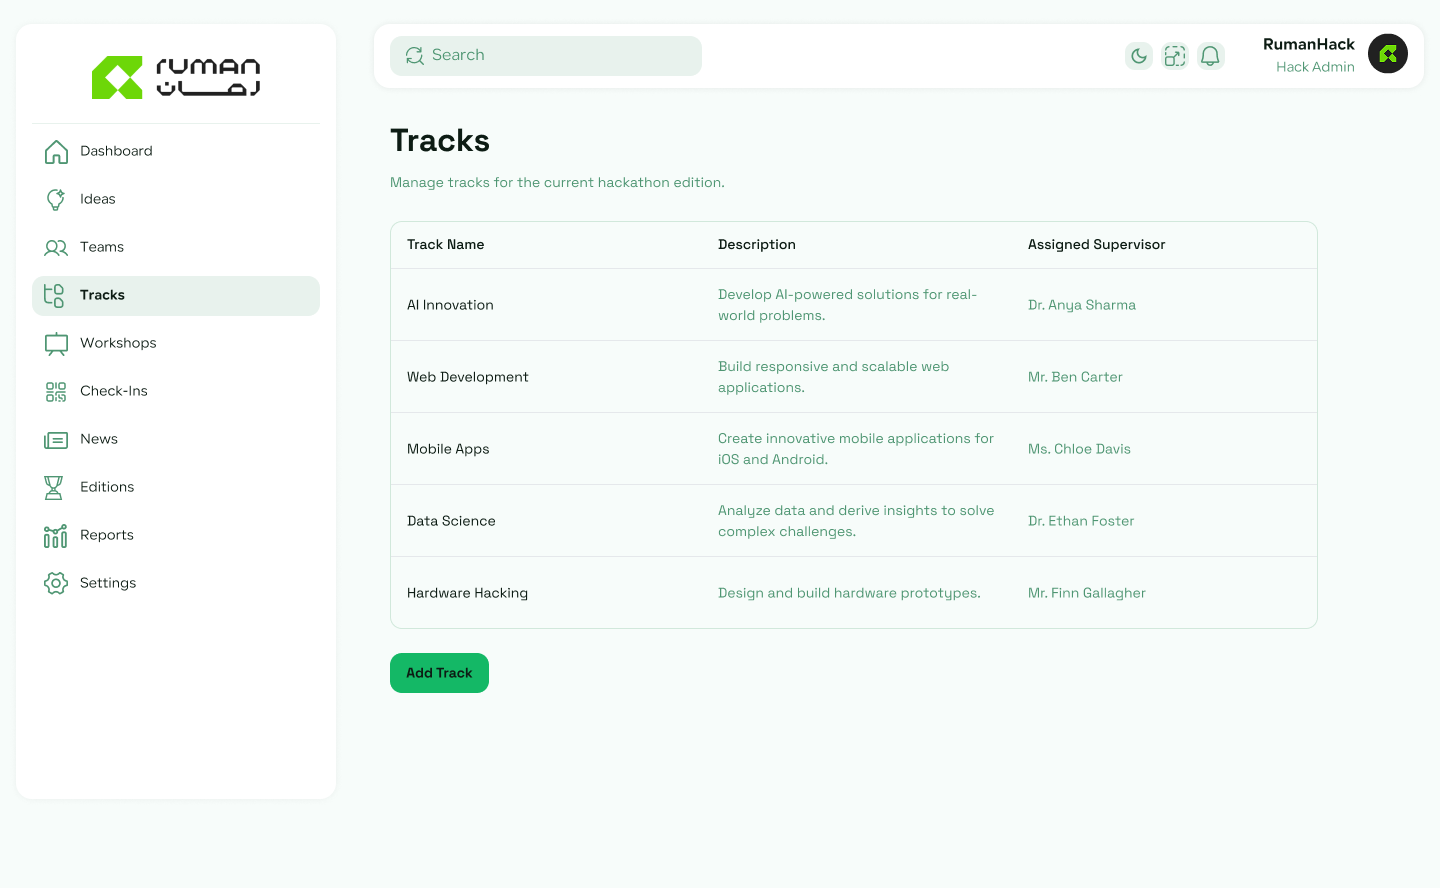 ruman
رمـــان
Dashboard
Ideas
Teams
Tracks
Workshops
Check-Ins
News
Editions
Reports
Settings
Search
RumanHack
Hack Admin
Tracks
Manage tracks for the current hackathon edition.
Track Name Description Assigned Supervisor
AI Innovation
Develop AI-powered solutions for real-
world problems.
Dr. Anya Sharma
Web Development
Build responsive and scalable web
applications.
Mr. Ben Carter
Mobile Apps
Create innovative mobile applications for
iOS and Android.
Ms. Chloe Davis
Data Science
Analyze data and derive insights to solve
complex challenges.
Dr. Ethan Foster
Hardware Hacking
Design and build hardware prototypes.
Mr. Finn Gallagher
Add Track